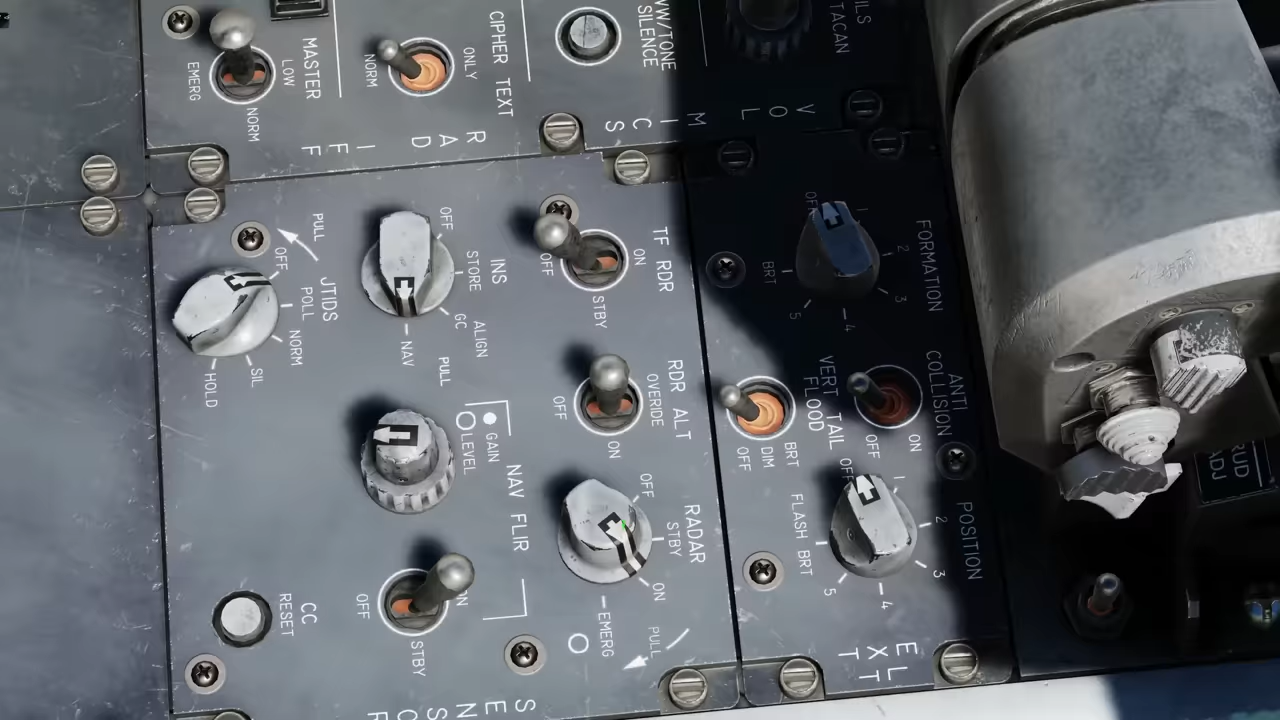 MASTER
LOW
NORM
EMERG
CIPHER TEXT
ONLY
NORM
RAD
IFF
WW/TONE
SILENCE
ILS
TACAN
VOL
MISC
PULL
JTIDS
OFF
POLL
NORM
SIL
HOLD
INS
OFF
STORE
GC ALIGN
NAV
PULL
TF RDR
ON
OFF
STBY
RDR ALT
OVERRIDE
OFF
ON
GAIN
LEVEL
NAV FLIR
ON
OFF
STBY
CC
RESET
RADAR
OFF
STBY
ON
EMERG
PULL
SENSOR
FORMATION
OFF
1
2
3
4
5
BRT
VERT TAIL
FLOOD
BRT
DIM
OFF
ANTI
COLLISION
ON
OFF
POSITION
OFF
1
2
3
4
5
BRT
FLASH
EXT
L
RUD
ADJ